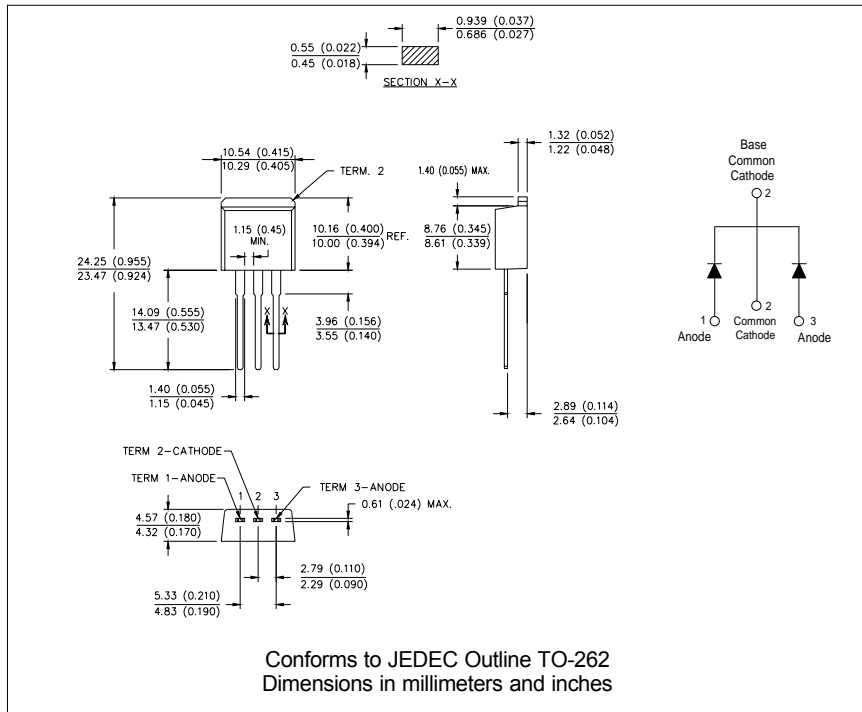 0.939 (0.037)
0.686 (0.027)
0.55 (0.022)
0.45 (0.018)
SECTION X-X
1.32 (0.052)
1.22 (0.048)
10.54 (0.415)
10.29 (0.405)
TERM. 2
1.40 (0.055) MAX.
Base
Common
Cathode
2
1.15 (0.45)
MIN.
10.16 (0.400)
10.00 (0.394)
REF.
8.76 (0.345)
8.61 (0.339)
24.25 (0.955)
23.47 (0.924)
14.09 (0.555)
13.47 (0.530)
X X
3.96 (0.156)
3.55 (0.140)
1
Anode
2
Common
Cathode
3
Anode
1.40 (0.055)
1.15 (0.045)
2.89 (0.114)
2.64 (0.104)
TERM 2-CATHODE
TERM 1-ANODE
1 2 3
TERM 3-ANODE
0.61 (.024) MAX.
4.57 (0.180)
4.32 (0.170)
2.79 (0.110)
2.29 (0.090)
5.33 (0.210)
4.83 (0.190)
Conforms to JEDEC Outline TO-262
Dimensions in millimeters and inches